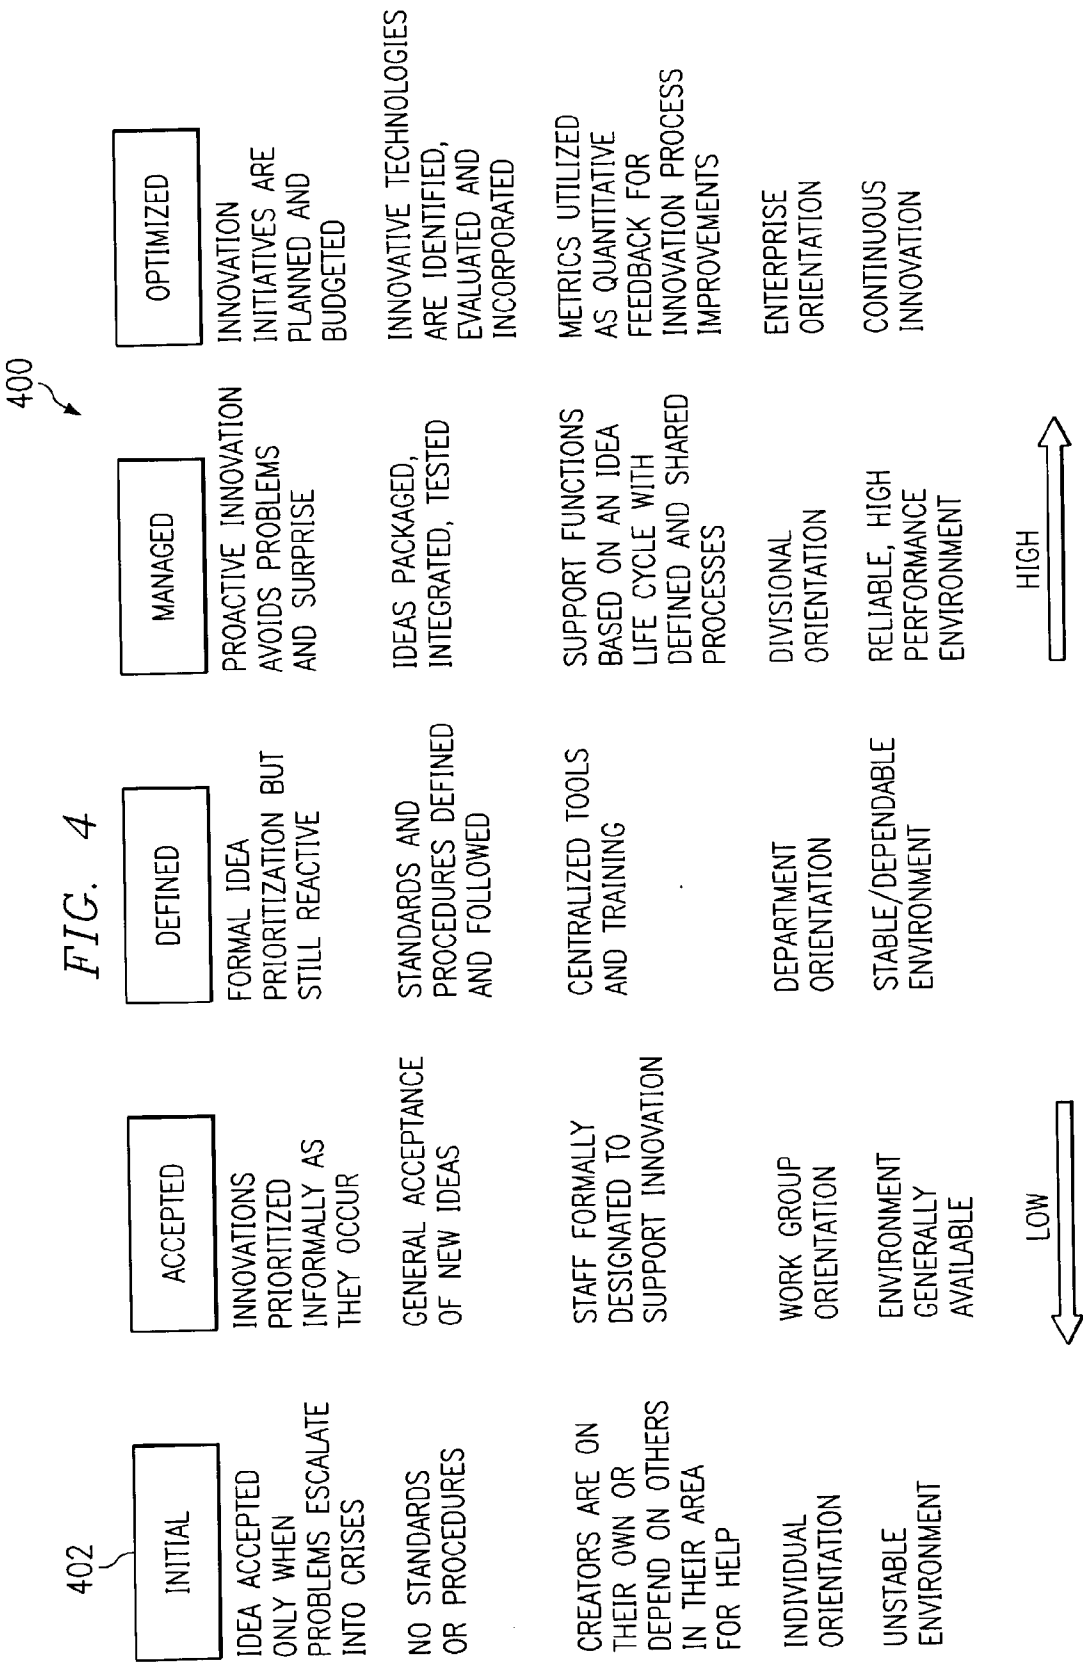 FIG. 4
400
402
INITIAL
IDEA ACCEPTED
ONLY WHEN
PROBLEMS ESCALATE
INTO CRISES
NO STANDARDS
OR PROCEDURES
CREATORS ARE ON
THEIR OWN OR
DEPEND ON OTHERS
IN THEIR AREA
FOR HELP
INDIVIDUAL
ORIENTATION
UNSTABLE
ENVIRONMENT
ACCEPTED
INNOVATIONS
PRIORITIZED
INFORMALLY AS
THEY OCCUR
GENERAL ACCEPTANCE
OF NEW IDEAS
STAFF FORMALLY
DESIGNATED TO
SUPPORT INNOVATION
WORK GROUP
ORIENTATION
ENVIRONMENT
GENERALLY
AVAILABLE
LOW
DEFINED
FORMAL IDEA
PRIORITIZATION BUT
STILL REACTIVE
STANDARDS AND
PROCEDURES DEFINED
AND FOLLOWED
CENTRALIZED TOOLS
AND TRAINING
DEPARTMENT
ORIENTATION
STABLE/DEPENDABLE
ENVIRONMENT
MANAGED
PROACTIVE INNOVATION
AVOIDS PROBLEMS
AND SURPRISE
IDEAS PACKAGED,
INTEGRATED, TESTED
SUPPORT FUNCTIONS
BASED ON AN IDEA
LIFE CYCLE WITH
DEFINED AND SHARED
PROCESSES
DIVISIONAL
ORIENTATION
RELIABLE, HIGH
PERFORMANCE
ENVIRONMENT
HIGH
OPTIMIZED
INNOVATION
INITIATIVES ARE
PLANNED AND
BUDGETED
INNOVATIVE TECHNOLOGIES
ARE IDENTIFIED,
EVALUATED AND
INCORPORATED
METRICS UTILIZED
AS QUANTITATIVE
FEEDBACK FOR
INNOVATION PROCESS
IMPROVEMENTS
ENTERPRISE
ORIENTATION
CONTINUOUS
INNOVATION